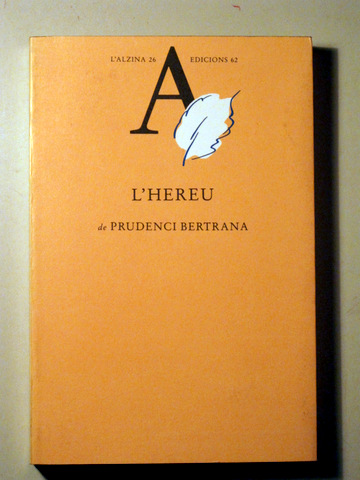 L'ALZINA 26 EDICIONS 62
A
L'HEREU
de PRUDENCI BERTRANA